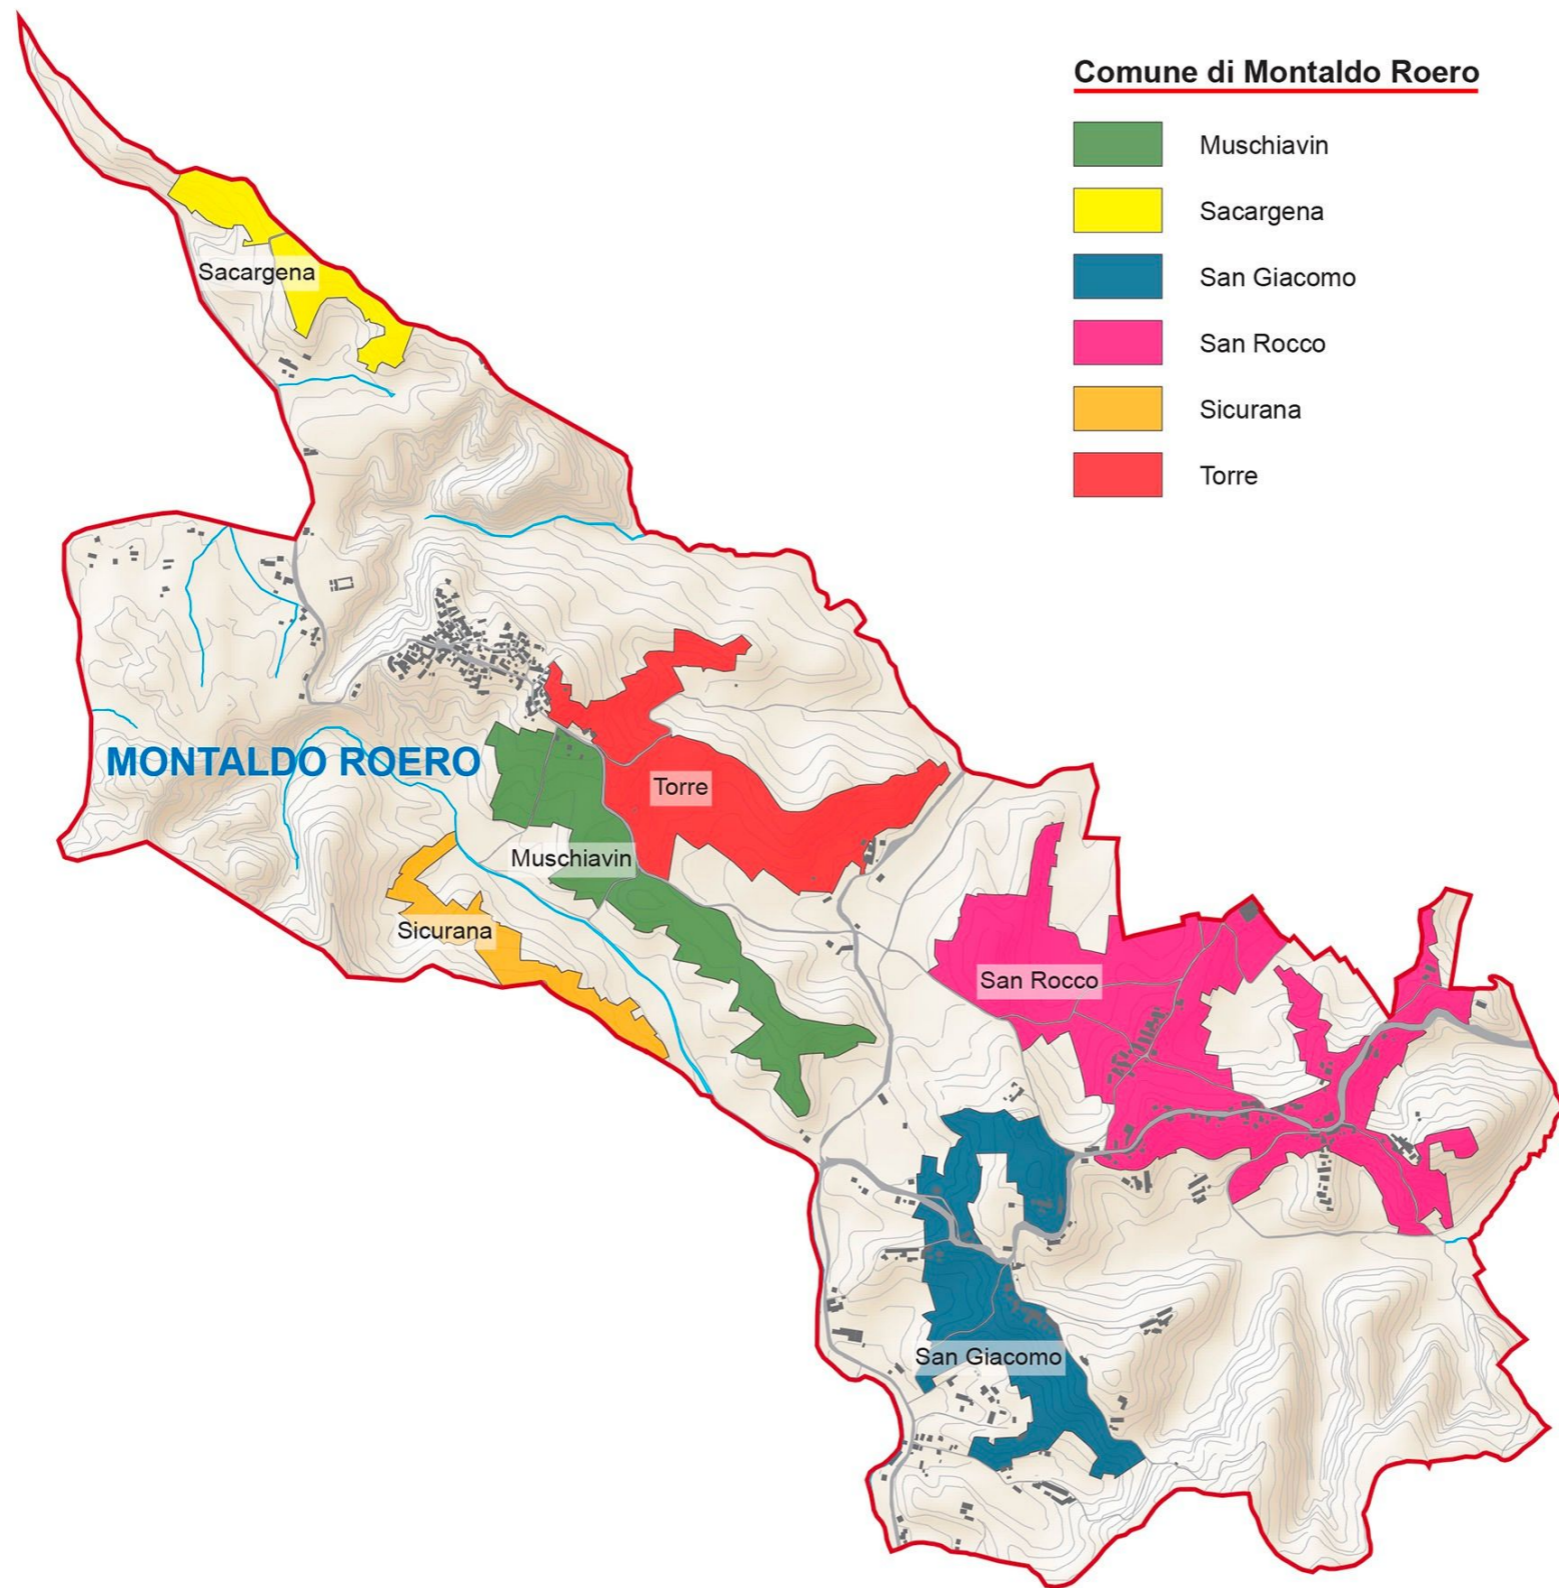 Comune di Montaldo Roero
Muschiavin
Sacargena
San Giacomo
San Rocco
Sicurana
Torre
Sacargena
MONTALDO ROERO
Torre
Muschiavin
Sicurana
San Rocco
San Giacomo